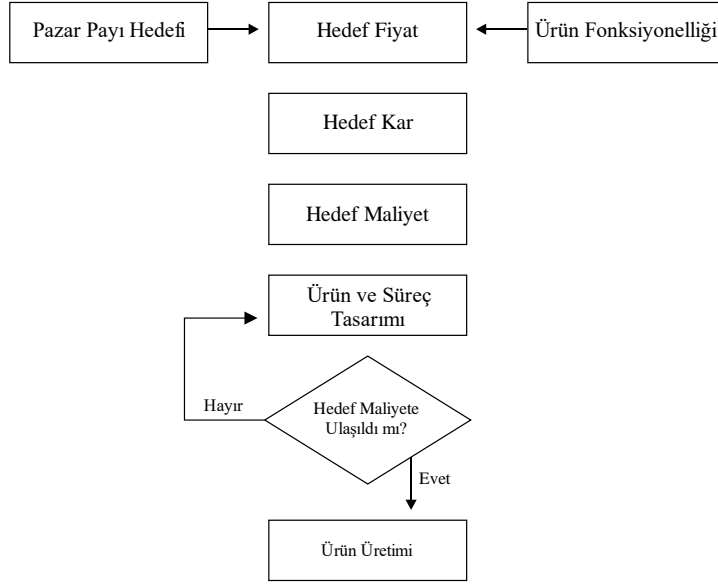 Pazar Payı Hedefi
Hedef Fiyat
Ürün Fonksiyonelliği
Hedef Kar
Hedef Maliyet
Ürün ve Süreç
Tasarımı
Hayır
Hedef Maliyete
Ulaşıldı mı?
Evet
Ürün Üretimi